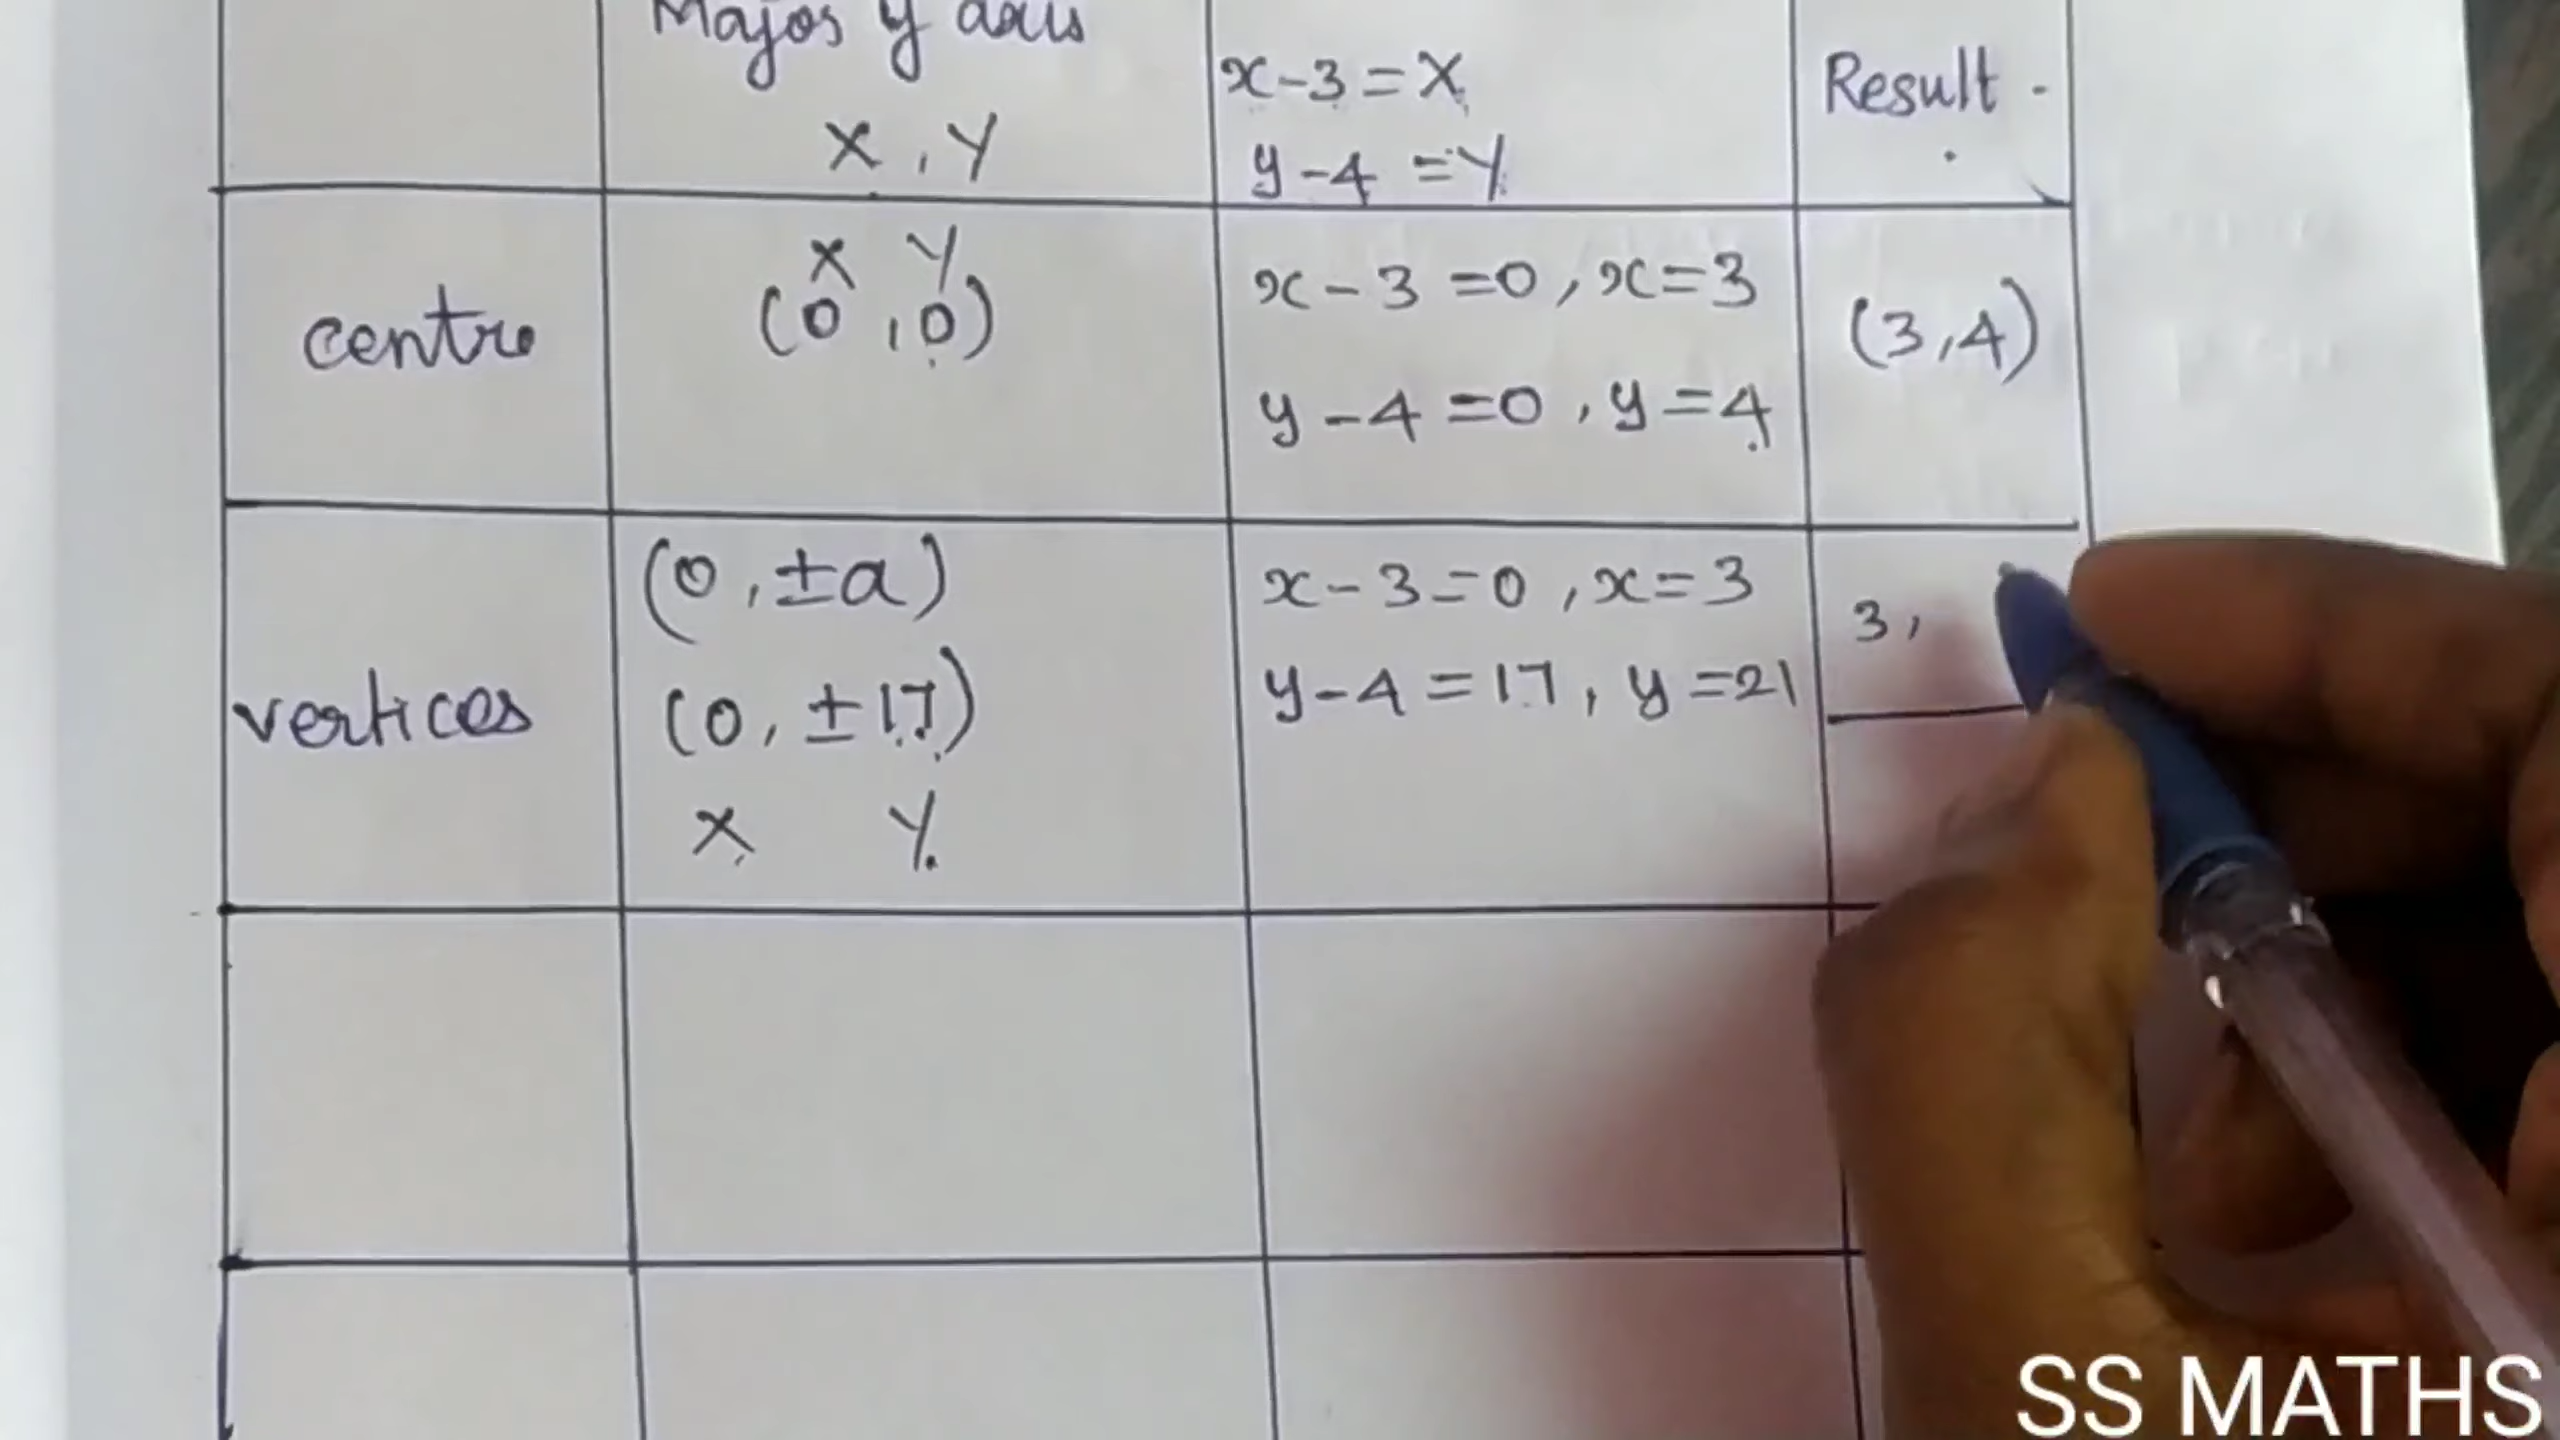 Major y axis
X , Y
x-3=X
y-4 =Y
Result
centre
X Y
(0 , 0)
x-3 =0, x=3
y-4 =0, y=4
(3,4)
vertices
(0, ±a)
(0, ±17)
X Y
x-3=0, x=3
y-4=17, y=21
3,
SS MATHS